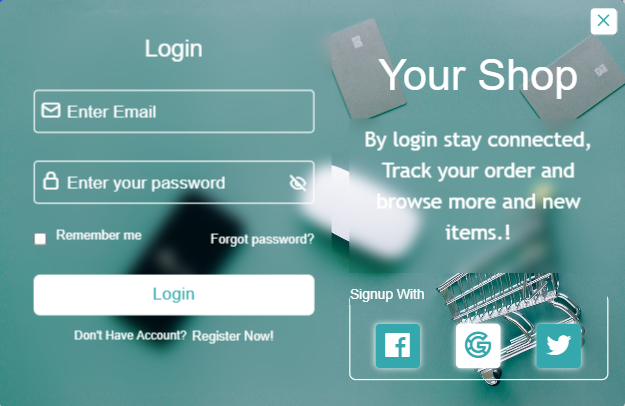 Login
Enter Email
Enter your password
Remember me
Forgot password?
Login
Don't Have Account? Register Now!
Your Shop
By login stay connected,
Track your order and
browse more and new
items.!
Signup With